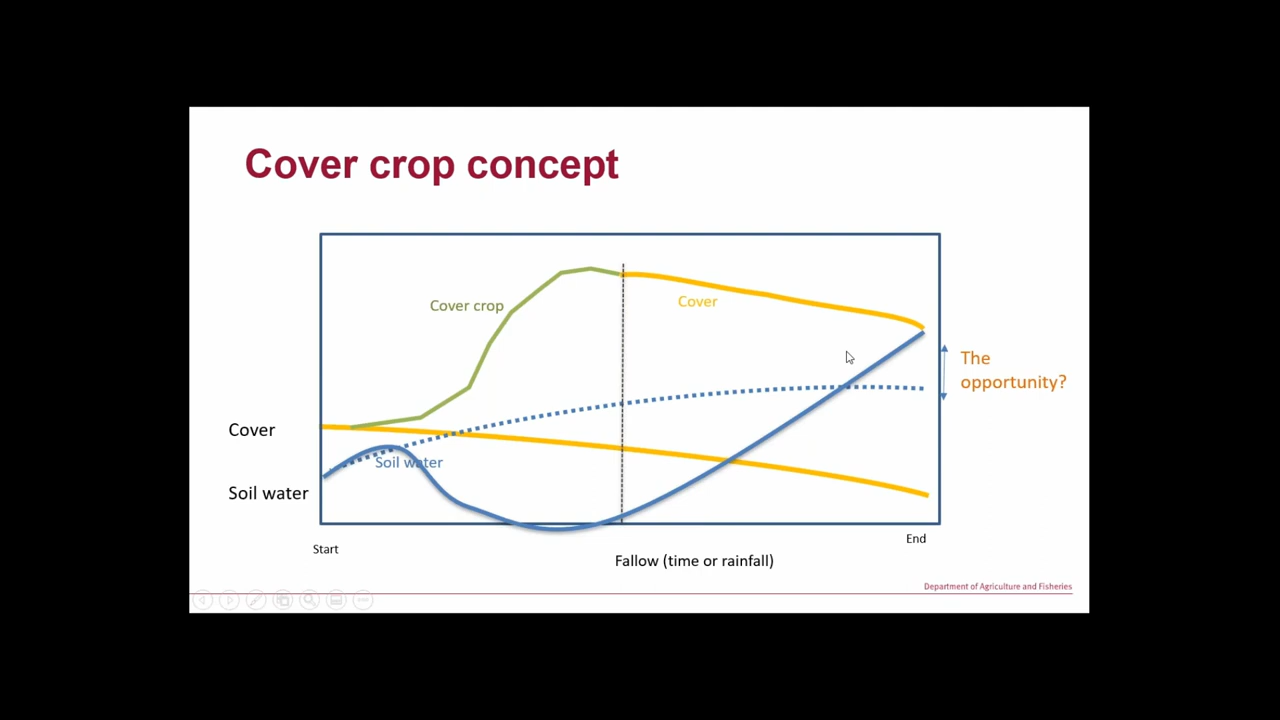 Cover crop concept
Cover crop
Cover
The
opportunity?
Cover
Soil water
Soil water
Start
End
Fallow (time or rainfall)
Department of Agriculture and Fisheries